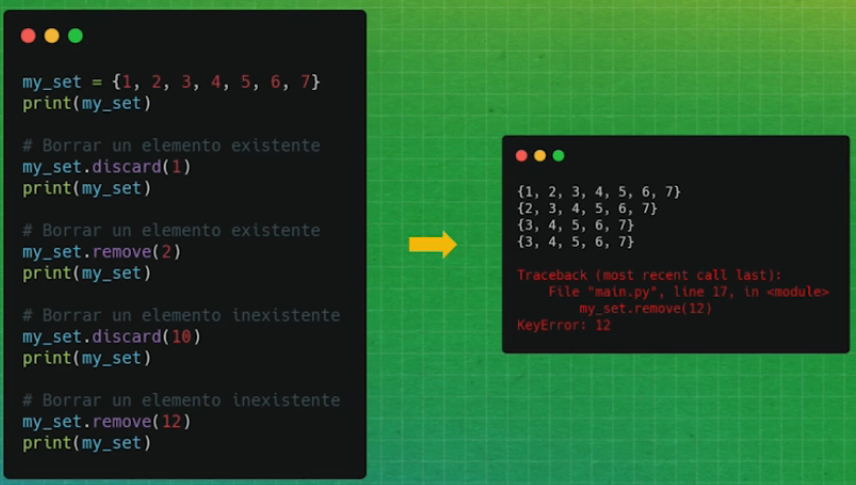 my_set = {1, 2, 3, 4, 5, 6, 7}
print(my_set)
# Borrar un elemento existente
my_set.discard(1)
print(my_set)
# Borrar un elemento existente
my_set.remove(2)
print(my_set)
# Borrar un elemento inexistente
my_set.discard(10)
print(my_set)
# Borrar un elemento inexistente
my_set.remove(12)
print(my_set)
{1, 2, 3, 4, 5, 6, 7}
{2, 3, 4, 5, 6, 7}
{3, 4, 5, 6, 7}
{3, 4, 5, 6, 7}
Traceback (most recent call last):
File "main.py", line 17, in <module>
my_set.remove(12)
KeyError: 12